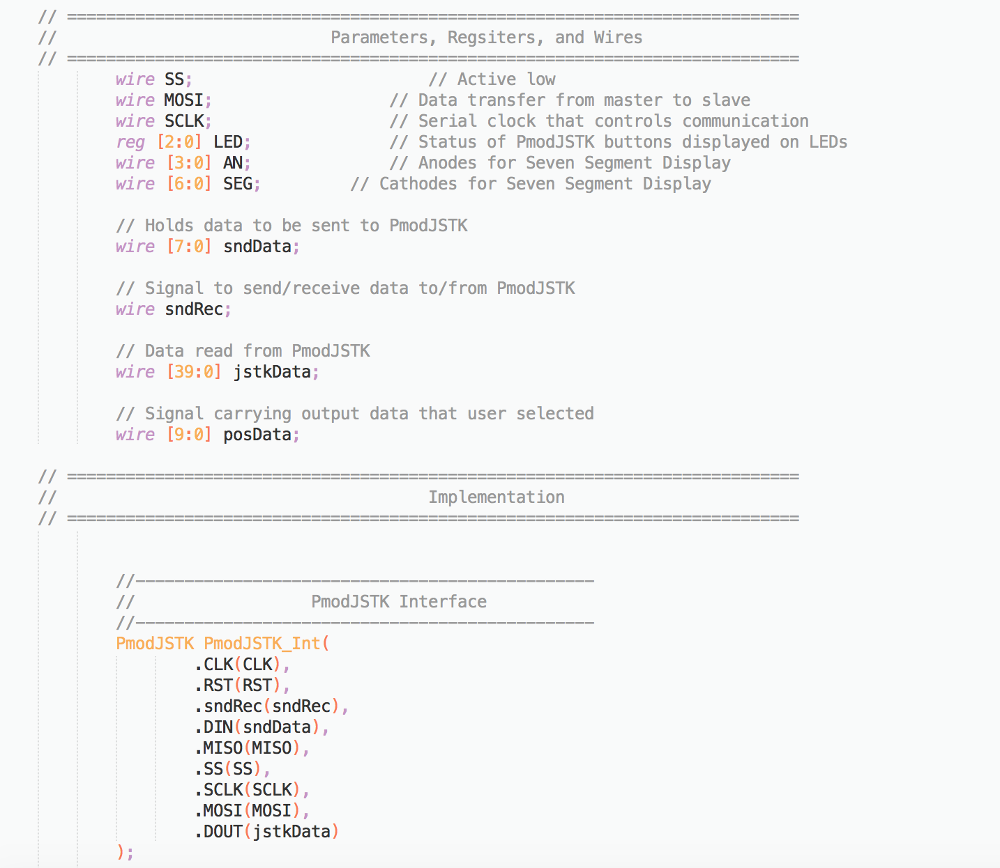 // ===========================================================================
// Parameters, Regsiters, and Wires
// ===========================================================================
wire SS; // Active low
wire MOSI; // Data transfer from master to slave
wire SCLK; // Serial clock that controls communication
reg [2:0] LED; // Status of PmodJSTK buttons displayed on LEDs
wire [3:0] AN; // Anodes for Seven Segment Display
wire [6:0] SEG; // Cathodes for Seven Segment Display
// Holds data to be sent to PmodJSTK
wire [7:0] sndData;
// Signal to send/receive data to/from PmodJSTK
wire sndRec;
// Data read from PmodJSTK
wire [39:0] jstkData;
// Signal carrying output data that user selected
wire [9:0] posData;
// ===========================================================================
// Implementation
// ===========================================================================
//-----------------------------------------------
// PmodJSTK Interface
//-----------------------------------------------
PmodJSTK PmodJSTK_Int(
.CLK(CLK),
.RST(RST),
.sndRec(sndRec),
.DIN(sndData),
.MISO(MISO),
.SS(SS),
.SCLK(SCLK),
.MOSI(MOSI),
.DOUT(jstkData)
);